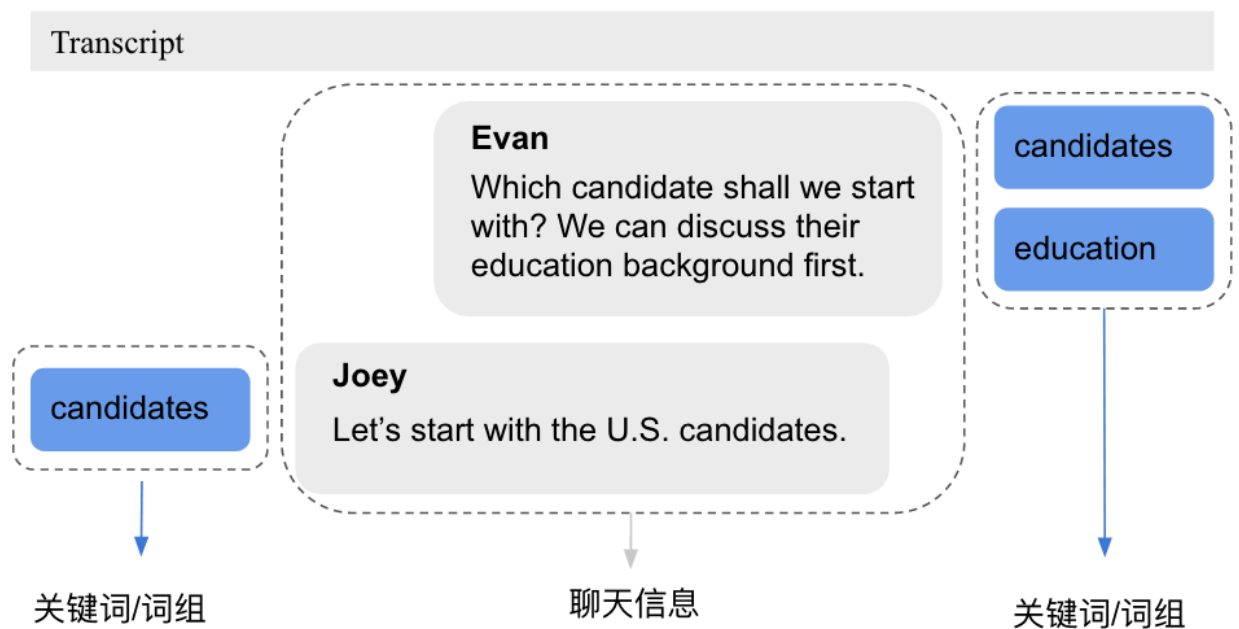 Transcript
Evan
Which candidate shall we start
with? We can discuss their
education background first.
candidates
education
Joey
Let’s start with the U.S. candidates.
candidates
关键词/词组
聊天信息
关键词/词组